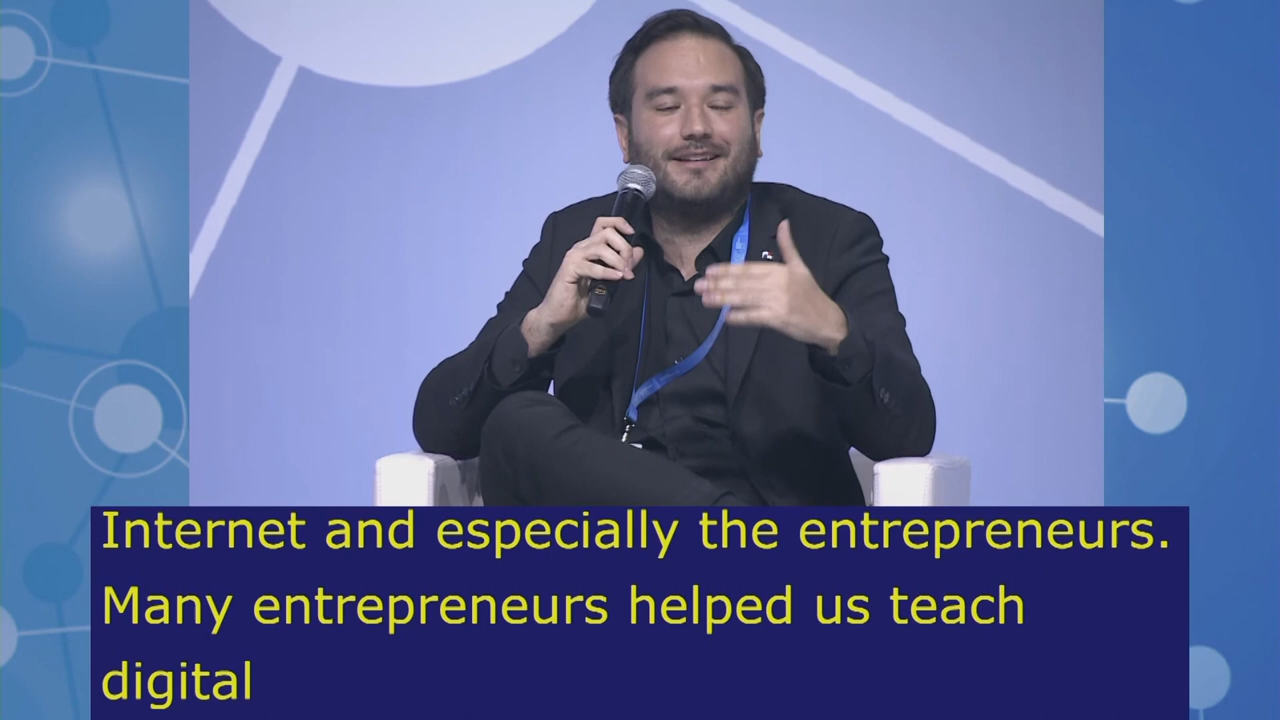 Internet and especially the entrepreneurs.
Many entrepreneurs helped us teach
digital